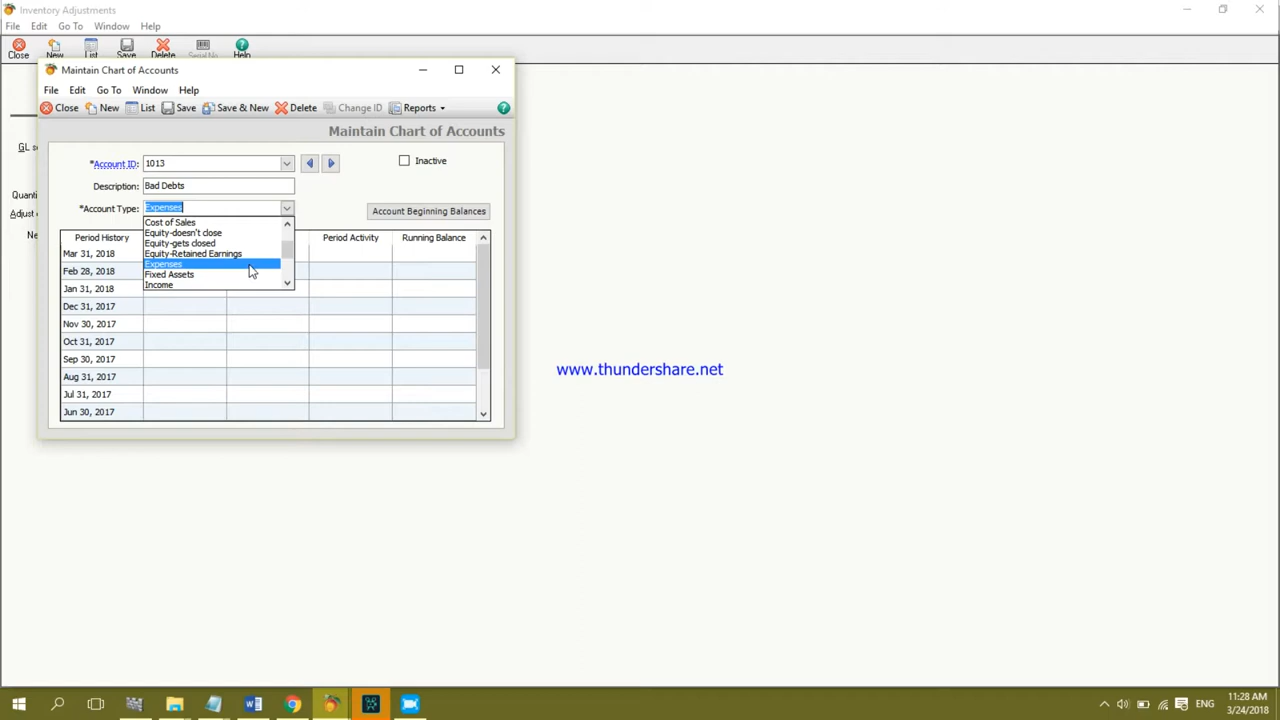 Inventory Adjustments
File Edit Go To Window Help
Close New List Save Delete Serial No Help
Maintain Chart of Accounts
File Edit Go To Window Help
Close New List Save Save & New Delete Change ID Reports
Maintain Chart of Accounts
*Account ID: 1013
Inactive
Description: Bad Debts
*Account Type: Expenses
Account Beginning Balances
Cost of Sales
Equity-doesn't close
Equity-gets closed
Equity-Retained Earnings
Expenses
Fixed Assets
Income
Period History Period Activity Running Balance
Mar 31, 2018
Feb 28, 2018
Jan 31, 2018
Dec 31, 2017
Nov 30, 2017
Oct 31, 2017
Sep 30, 2017
Aug 31, 2017
Jul 31, 2017
Jun 30, 2017
GL
Quanti
Adjust
Ne
www.thundershare.net
ENG
11:28 AM
3/24/2018